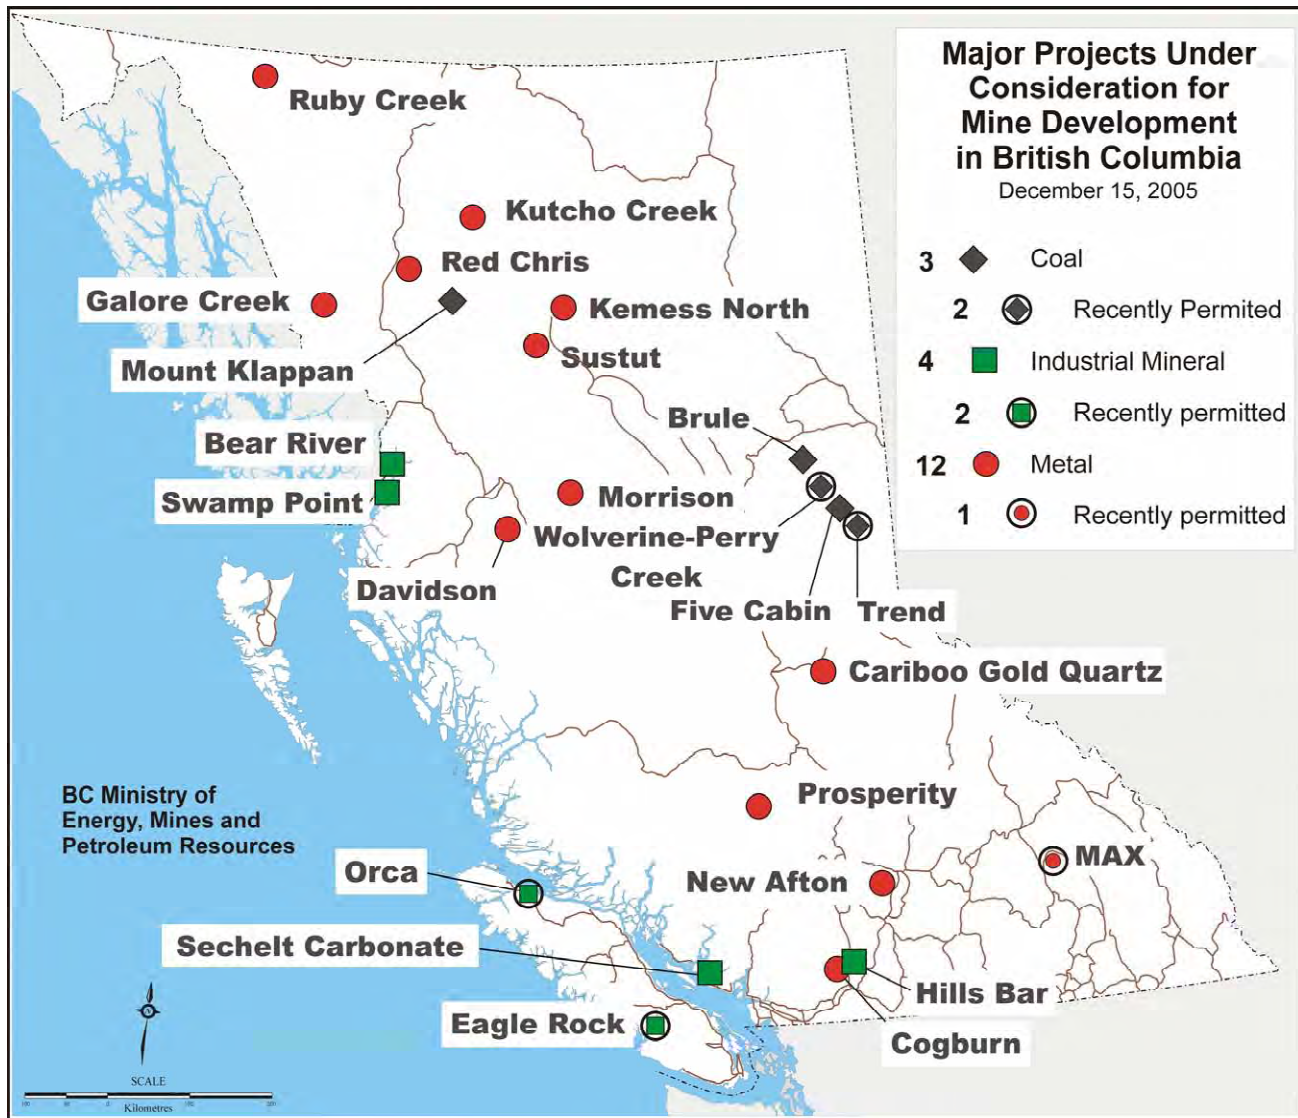 Major Projects Under
Consideration for
Mine Development
in British Columbia
December 15, 2005
3 Coal
2 Recently Permited
4 Industrial Mineral
2 Recently permitted
12 Metal
1 Recently permitted
Ruby Creek
Kutcho Creek
Red Chris
Galore Creek
Kemess North
Mount Klappan
Sustut
Brule
Bear River
Swamp Point
Morrison
Wolverine-Perry
Creek
Davidson
Five Cabin
Trend
Cariboo Gold Quartz
BC Ministry of
Energy, Mines and
Petroleum Resources
Prosperity
Orca
New Afton
MAX
Sechelt Carbonate
Hills Bar
Eagle Rock
Cogburn
SCALE
Kilometres